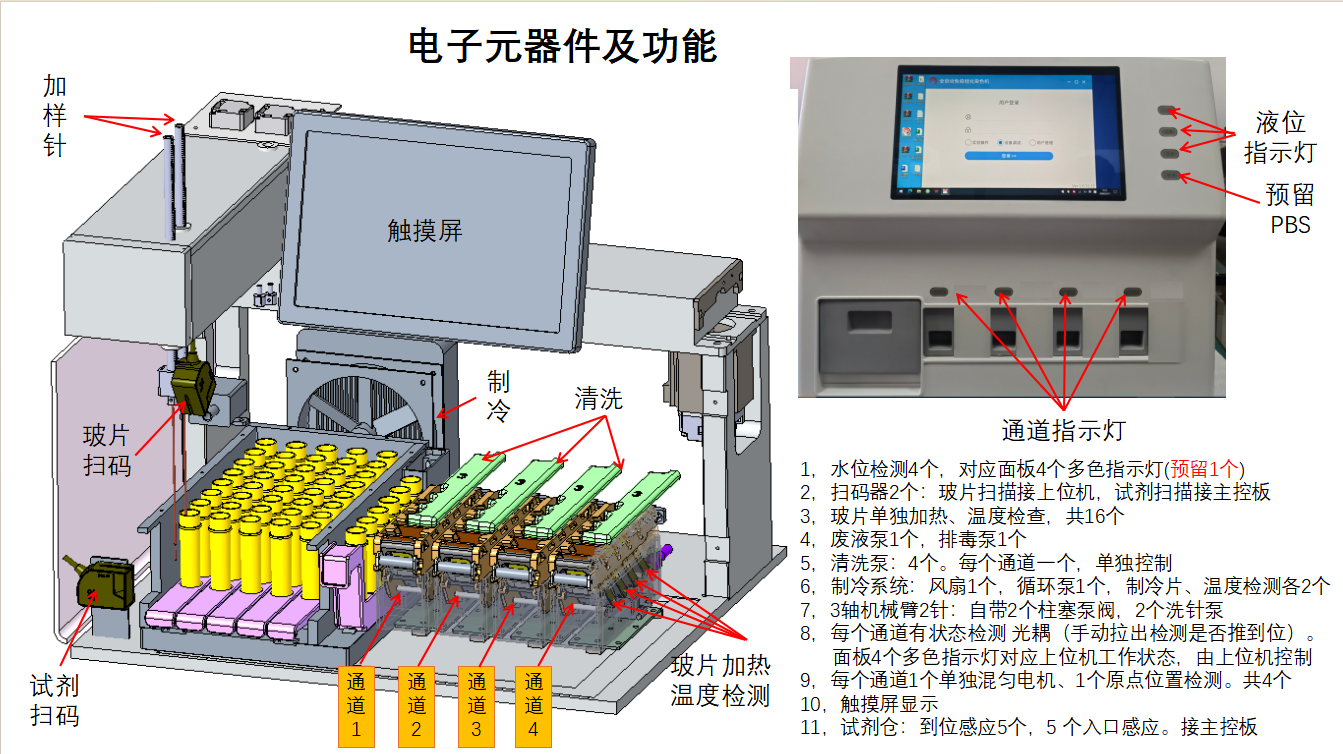 电子元器件及功能
加
样
针
触摸屏
制
冷
清洗
玻片
扫码
试剂
扫码
通
道
1
通
道
2
通
道
3
通
道
4
玻片加热
温度检测
用户登录
液位
指示灯
预留
PBS
通道指示灯
1，水位检测4个，对应面板4个多色指示灯(预留1个)
2，扫码器2个：玻片扫描接上位机，试剂扫描接主控板
3，玻片单独加热、温度检查，共16个
4，废液泵1个，排毒泵1个
5，清洗泵：4个。每个通道一个，单独控制
6，制冷系统：风扇1个，循环泵1个，制冷片、温度检测各2个
7，3轴机械臂2针：自带2个柱塞泵阀，2个洗针泵
8，每个通道有状态检测 光耦（手动拉出检测是否推到位）。
面板4个多色指示灯对应上位机工作状态，由上位机控制
9，每个通道1个单独混匀电机、1个原点位置检测。共4个
10，触摸屏显示
11，试剂仓：到位感应5个，5 个入口感应。接主控板